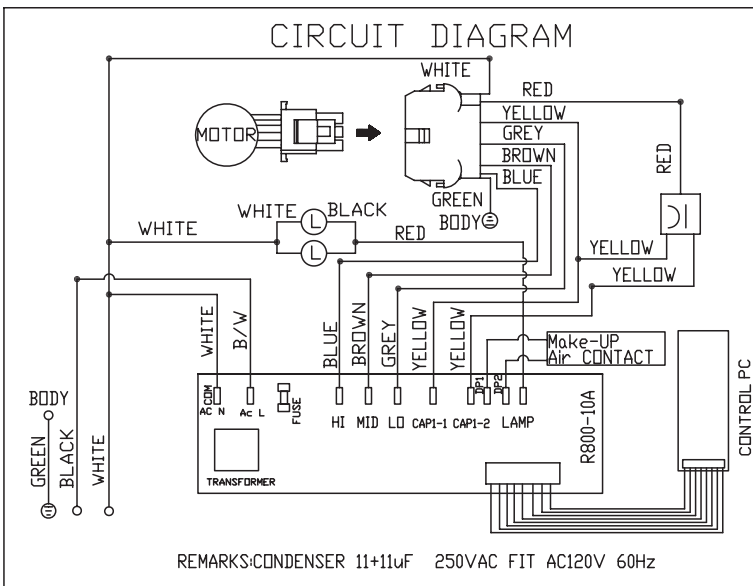 CIRCUIT DIAGRAM
WHITE
RED
YELLOW
GREY
BROWN
BLUE
GREEN
BODY
MOTOR
RED
WHITE
BLACK
L
L
WHITE
RED
YELLOW
YELLOW
WHITE
B/W
BLUE
BROWN
GREY
YELLOW
YELLOW
Make-UP
Air CONTACT
DP1
DP2
COM
AC N
Ac L
FUSE
HI
MID
LO
CAP1-1
CAP1-2
LAMP
R800-10A
TRANSFORMER
CONTROL PC
BODY
GREEN
BLACK
WHITE
REMARKS:CONDENSER 11+11uF 250VAC FIT AC120V 60Hz